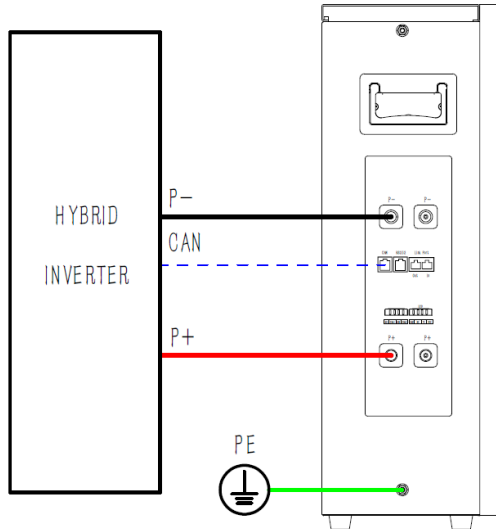 P-
HYBRID
INVERTER
CAN
P+
PE
P-
P-
P+
P+